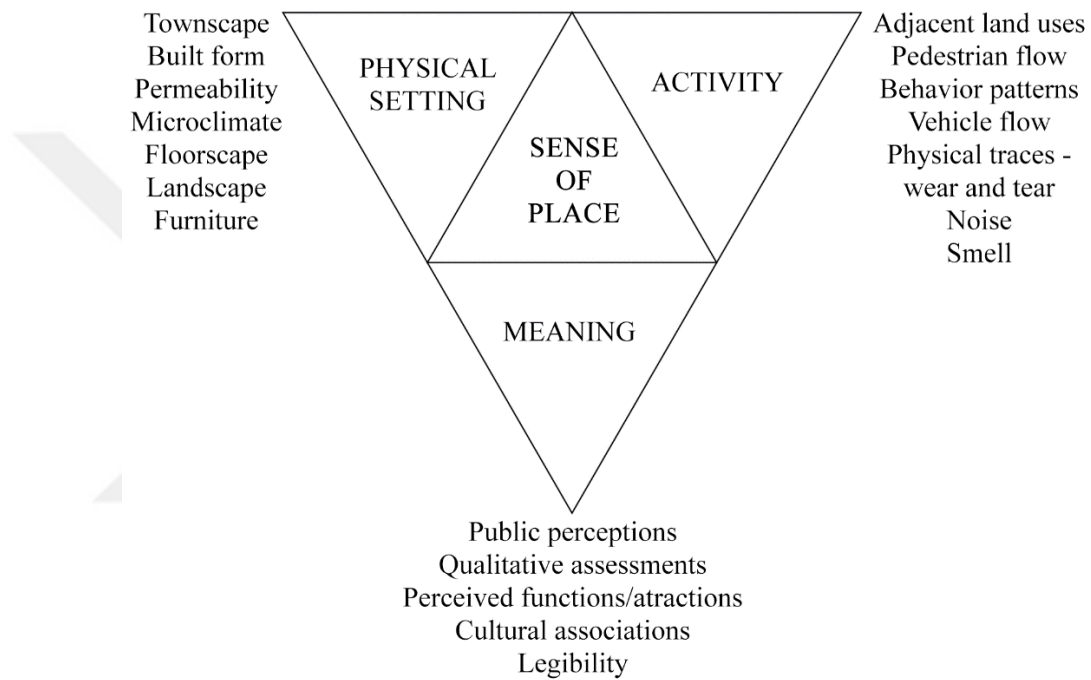 Townscape
Built form
Permeability
Microclimate
Floorscape
Landscape
Furniture
PHYSICAL
SETTING
SENSE
OF
PLACE
ACTIVITY
Adjacent land uses
Pedestrian flow
Behavior patterns
Vehicle flow
Physical traces -
wear and tear
Noise
Smell
MEANING
Public perceptions
Qualitative assessments
Perceived functions/atractions
Cultural associations
Legibility